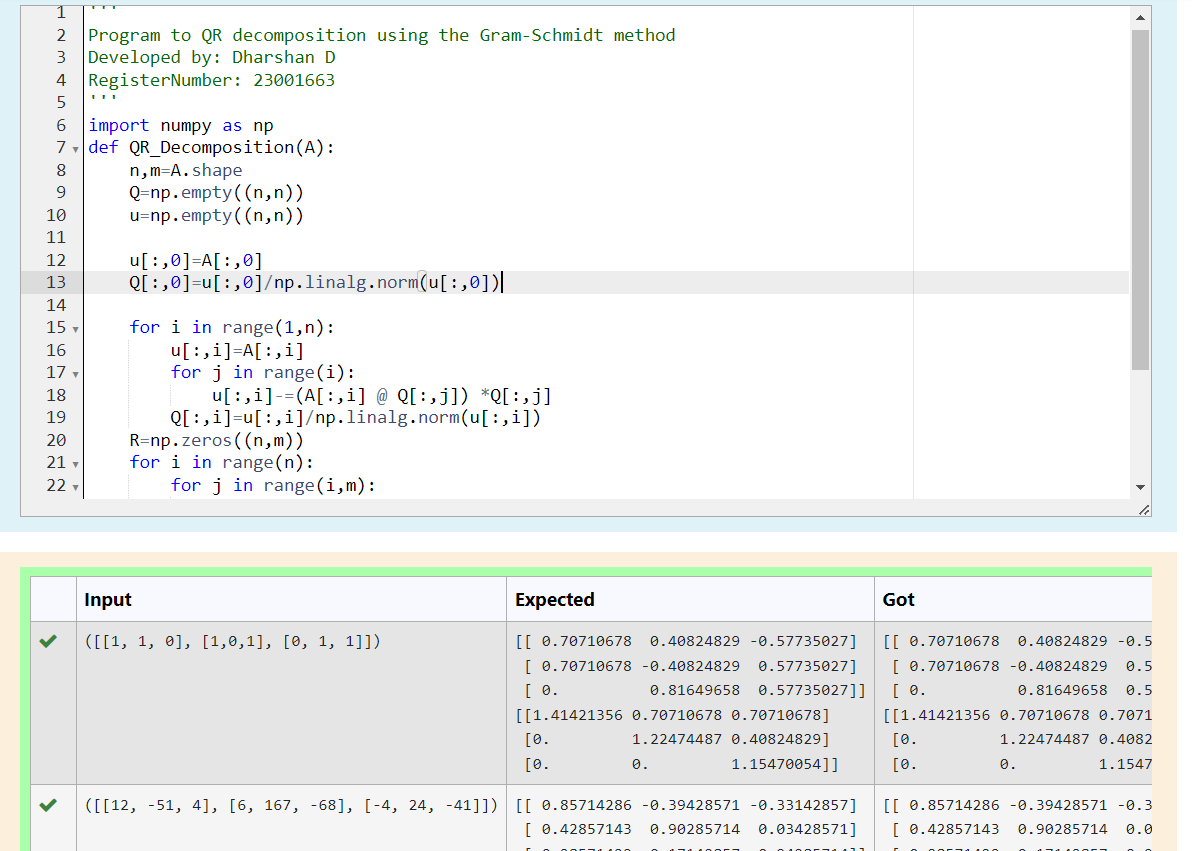 1 '''
2 Program to QR decomposition using the Gram-Schmidt method
3 Developed by: Dharshan D
4 RegisterNumber: 23001663
5 '''
6 import numpy as np
7 def QR_Decomposition(A):
8 n,m=A.shape
9 Q=np.empty((n,n))
10 u=np.empty((n,n))
11
12 u[:,0]=A[:,0]
13 Q[:,0]=u[:,0]/np.linalg.norm(u[:,0])
14
15 for i in range(1,n):
16 u[:,i]=A[:,i]
17 for j in range(i):
18 u[:,i]-=(A[:,i] @ Q[:,j]) *Q[:,j]
19 Q[:,i]=u[:,i]/np.linalg.norm(u[:,i])
20 R=np.zeros((n,m))
21 for i in range(n):
22 for j in range(i,m):
Input Expected Got
([[1, 1, 0], [1,0,1], [0, 1, 1]]) [[ 0.70710678 0.40824829 -0.57735027] [[ 0.70710678 0.40824829 -0.5
[ 0.70710678 -0.40824829 0.57735027] [ 0.70710678 -0.40824829 0.5
[ 0. 0.81649658 0.57735027]] [ 0. 0.81649658 0.5
[[1.41421356 0.70710678 0.70710678] [[1.41421356 0.70710678 0.7071
[0. 1.22474487 0.40824829] [0. 1.22474487 0.4082
[0. 0. 1.15470054]] [0. 0. 1.1547
([[12, -51, 4], [6, 167, -68], [-4, 24, -41]]) [[ 0.85714286 -0.39428571 -0.33142857] [[ 0.85714286 -0.39428571 -0.3
[ 0.42857143 0.90285714 0.03428571] [ 0.42857143 0.90285714 0.0